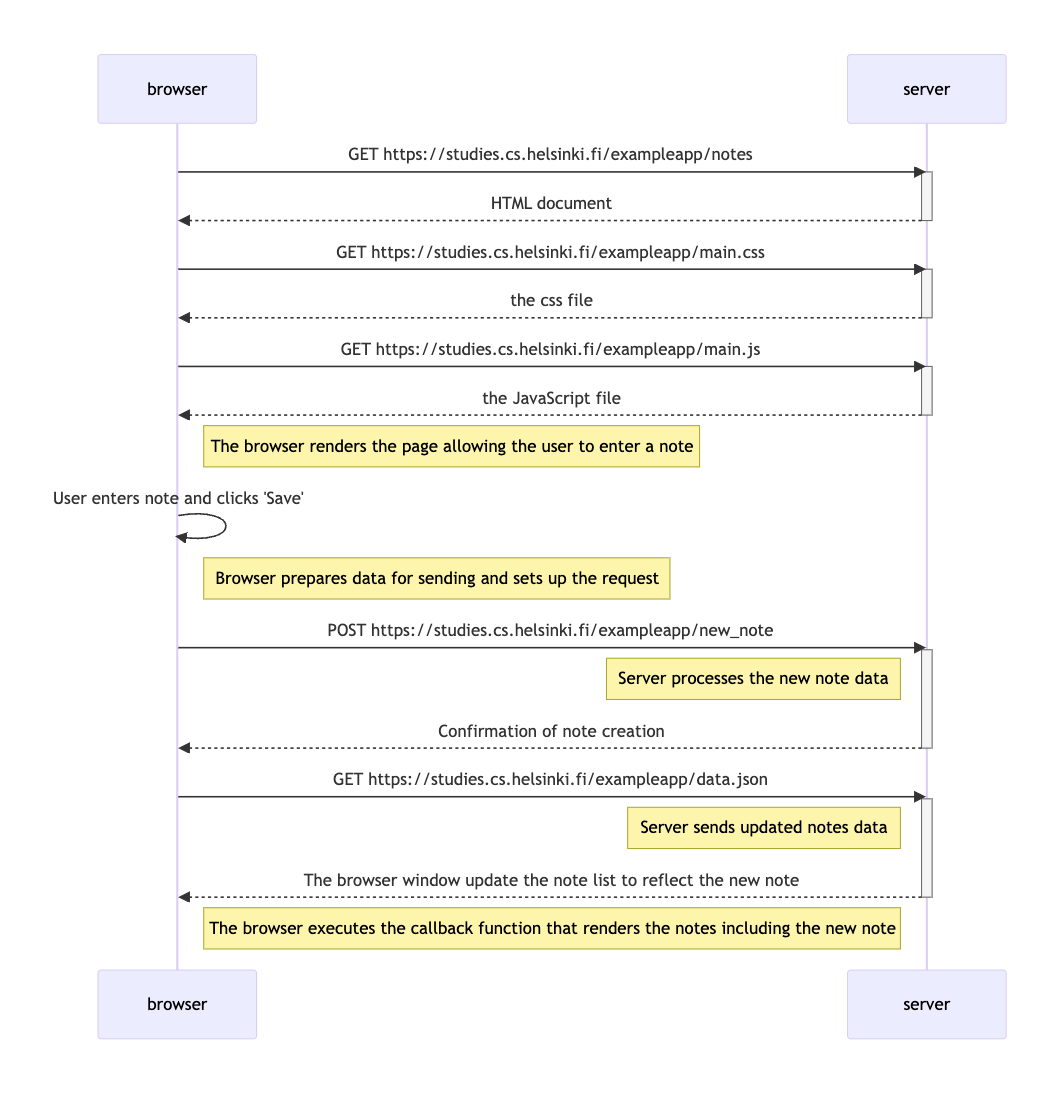 browser
server
GET https://studies.cs.helsinki.fi/exampleapp/notes
HTML document
GET https://studies.cs.helsinki.fi/exampleapp/main.css
the css file
GET https://studies.cs.helsinki.fi/exampleapp/main.js
the JavaScript file
The browser renders the page allowing the user to enter a note
User enters note and clicks 'Save'
Browser prepares data for sending and sets up the request
POST https://studies.cs.helsinki.fi/exampleapp/new_note
Server processes the new note data
Confirmation of note creation
GET https://studies.cs.helsinki.fi/exampleapp/data.json
Server sends updated notes data
The browser window update the note list to reflect the new note
The browser executes the callback function that renders the notes including the new note
browser
server